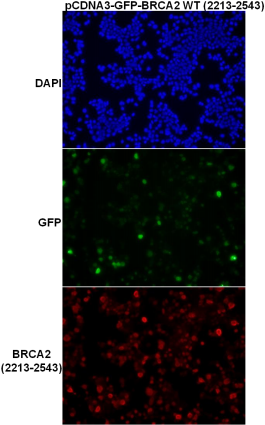 pCDNA3-GFP-BRCA2 WT (2213-2543)
DAPI
GFP
BRCA2
(2213-2543)